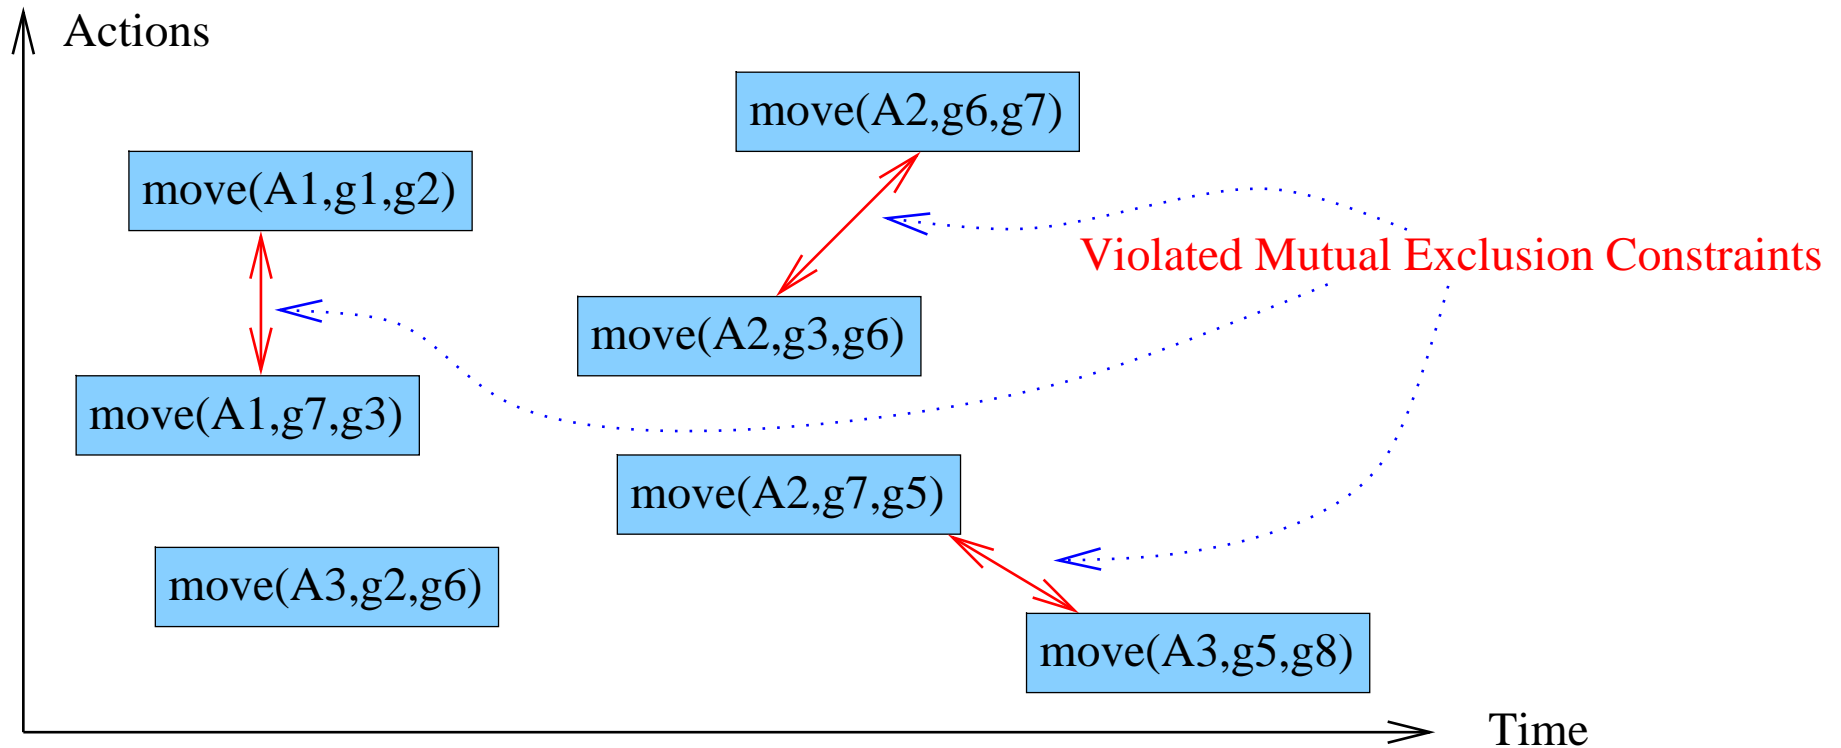 Actions
move(A2,g6,g7)
move(A1,g1,g2)
Violated Mutual Exclusion Constraints
move(A2,g3,g6)
move(A1,g7,g3)
move(A2,g7,g5)
move(A3,g2,g6)
move(A3,g5,g8)
Time